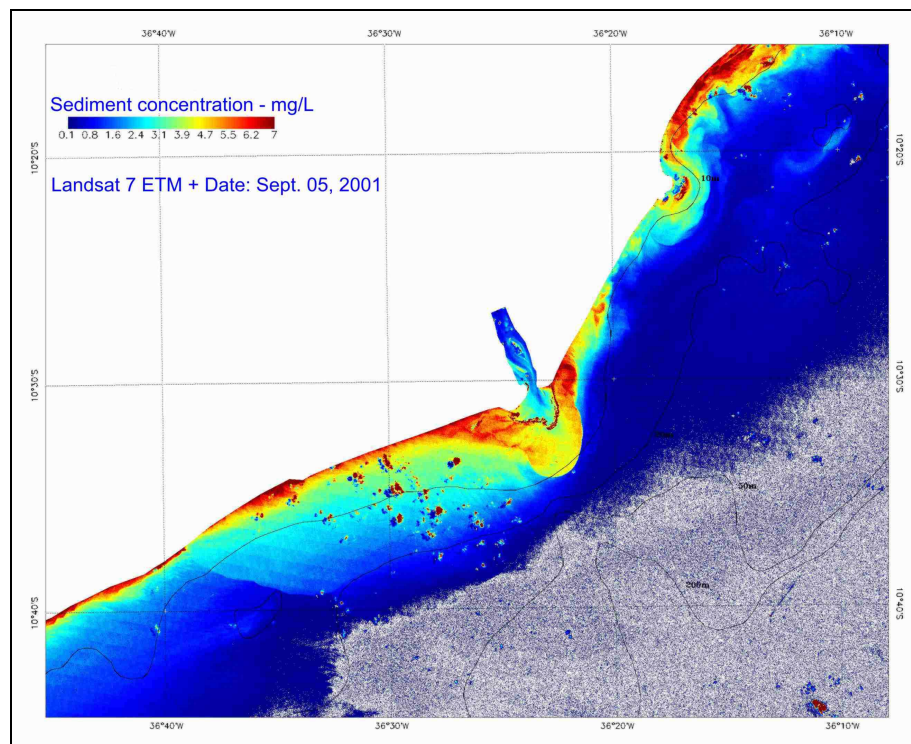 36°40'W 36°30'W 36°20'W 36°10'W
Sediment concentration - mg/L
0.1 0.8 1.6 2.4 3.1 3.9 4.7 5.5 6.2 7
10°20'S 10°20'S
Landsat 7 ETM + Date: Sept. 05, 2001
10m
10°30'S 10°30'S
50m
200m
10°40'S 10°40'S
36°40'W 36°30'W 36°20'W 36°10'W